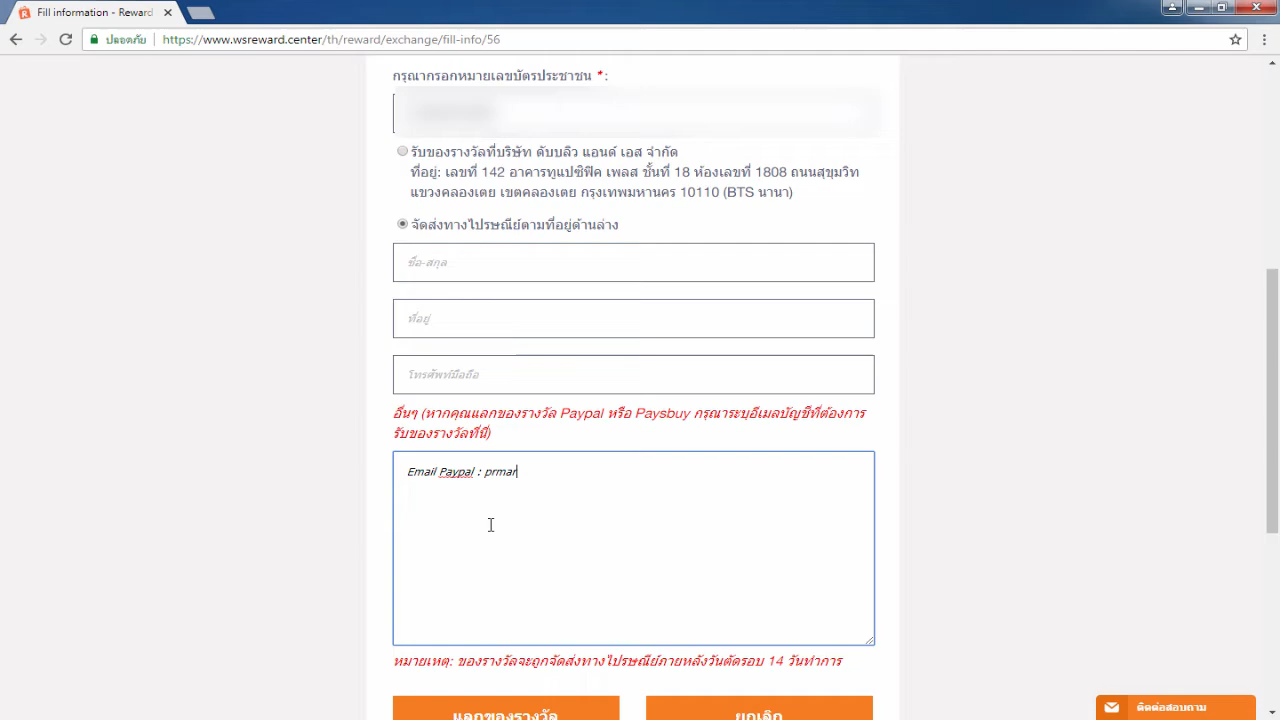 Fill information - Reward
ปลอดภัย
https://www.wsreward.center/th/reward/exchange/fill-info/56
กรุณากรอกหมายเลขบัตรประชาชน * :
รับของรางวัลที่บริษัท ดับบลิว แอนด์ เอส จำกัด
ที่อยู่: เลขที่ 142 อาคารทูแปซิฟิค เพลส ชั้นที่ 18 ห้องเลขที่ 1808 ถนนสุขุมวิท
แขวงคลองเตย เขตคลองเตย กรุงเทพมหานคร 10110 (BTS นานา)
จัดส่งทางไปรษณีย์ตามที่อยู่ด้านล่าง
ชื่อ-สกุล
ที่อยู่
โทรศัพท์มือถือ
อื่นๆ (หากคุณแลกของรางวัล Paypal หรือ Paysbuy กรุณาระบุอีเมลบัญชีที่ต้องการ
รับของรางวัลที่นี่)
Email Paypal : prmar
หมายเหตุ: ของรางวัลจะถูกจัดส่งทางไปรษณีย์ภายหลังวันตัดรอบ 14 วันทำการ
แลกของรางวัล
ยกเลิก
ติดต่อสอบถาม